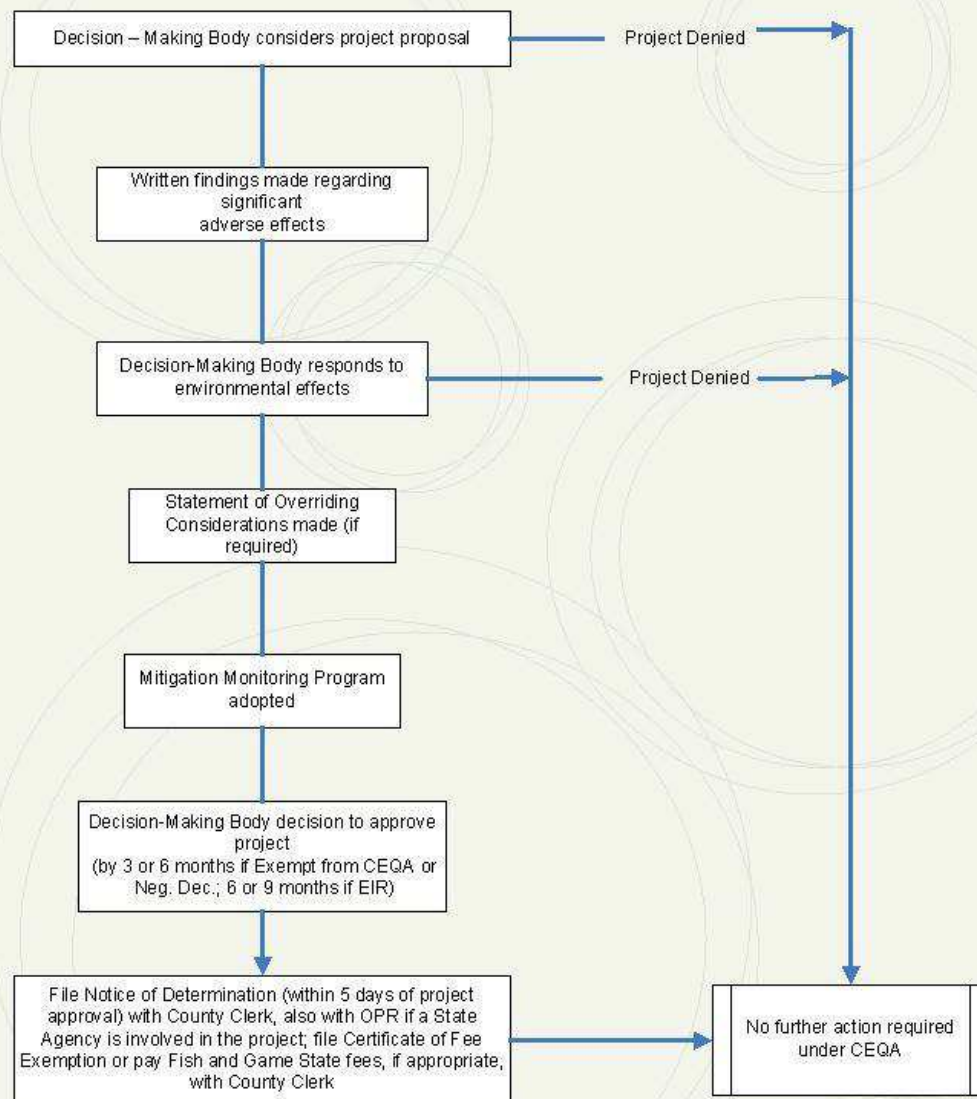 Decision – Making Body considers project proposal
Project Denied
Written findings made regarding
significant
adverse effects
Decision-Making Body responds to
environmental effects
Project Denied
Statement of Overriding
Considerations made (if
required)
Mitigation Monitoring Program
adopted
Decision-Making Body decision to approve
project
(by 3 or 6 months if Exempt from CEQA or
Neg. Dec.; 6 or 9 months if EIR)
File Notice of Determination (within 5 days of project
approval) with County Clerk, also with OPR if a State
Agency is involved in the project; file Certificate of Fee
Exemption or pay Fish and Game State fees, if appropriate,
with County Clerk
No further action required
under CEQA